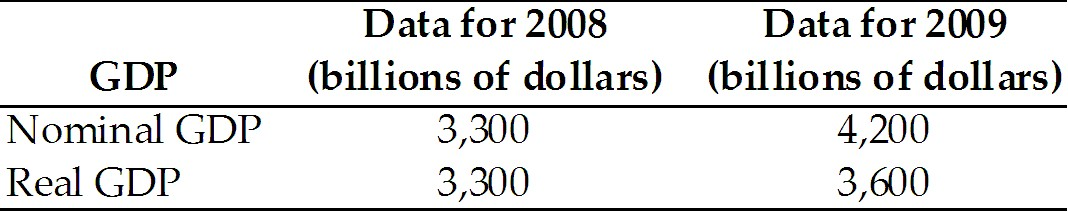 Data for 2008 Data for 2009
GDP (billions of dollars) (billions of dollars)
Nominal GDP 3,300 4,200
Real GDP 3,300 3,600